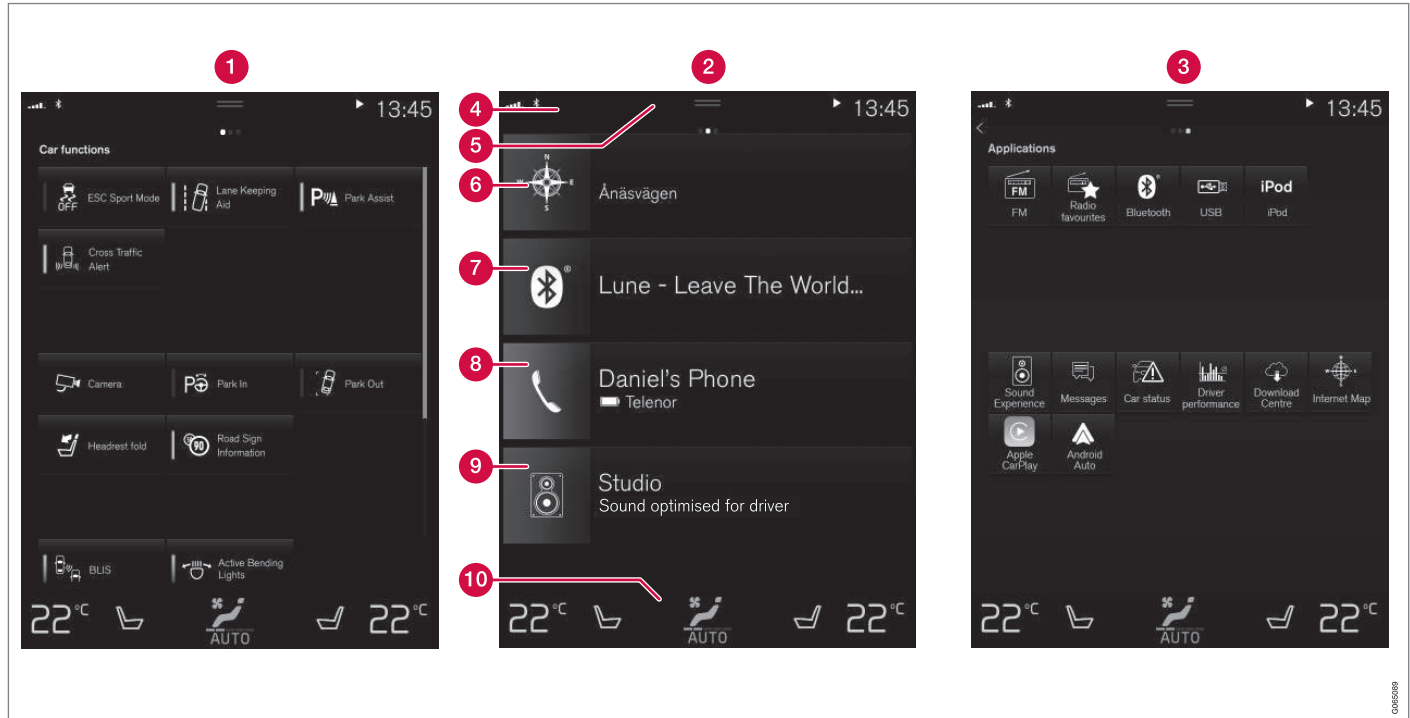 1
2
3
13:45
Car functions
ESC Sport Mode
OFF
Lane Keeping
Aid
P
Park Assist
Cross Traffic
Alert
Camera
P
Park In
Park Out
Headrest fold
90
Road Sign
Information
BLIS
Active Bending
Lights
22°C
AUTO
22°C
4
5
6
7
8
9
10
13:45
N
W
E
S
Ånäsvägen
®
Lune - Leave The World...
Daniel's Phone
Telenor
Studio
Sound optimised for driver
22°C
AUTO
22°C
13:45
Applications
FM
FM
Radio
favourites
Bluetooth
USB
iPod
iPod
Sound
Experience
Messages
Car status
Driver
performance
Download
Centre
Internet Map
Apple
CarPlay
Android
Auto
22°C
AUTO
22°C
G065089